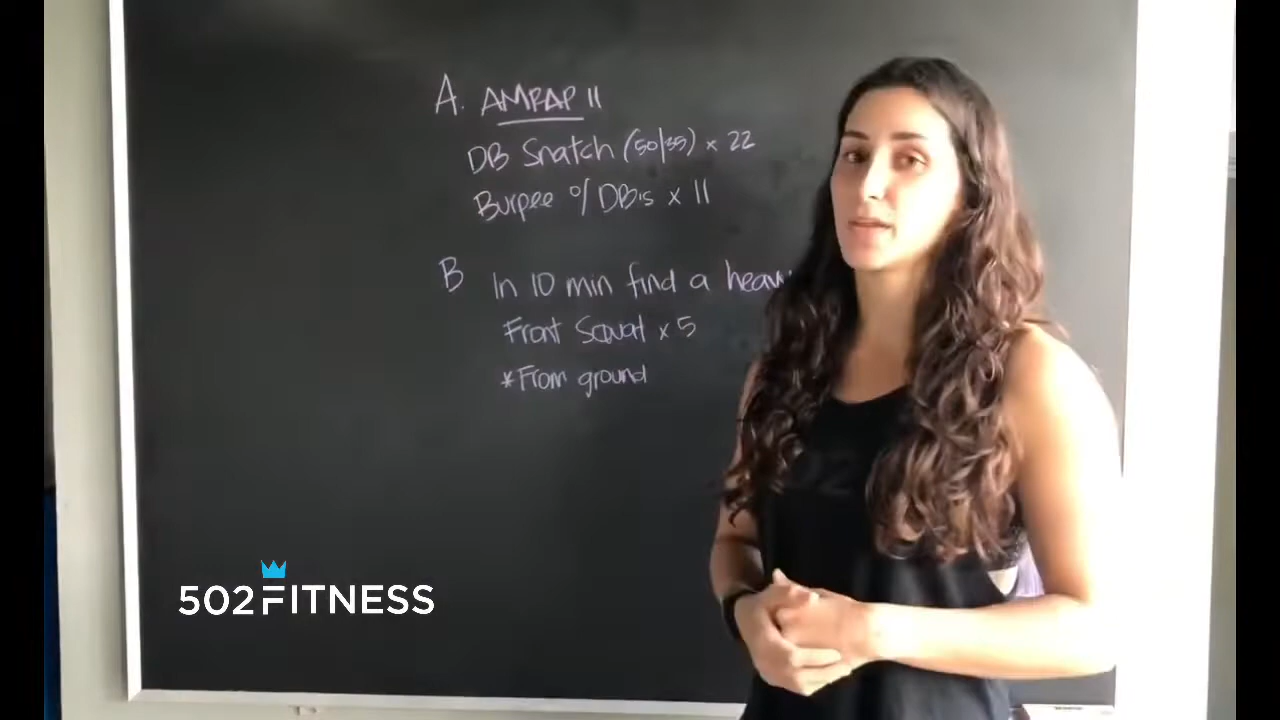 A. AMRAP 11
DB Snatch (50/35) x 22
Burpee o/ DB's x 11
B In 10 min find a heavy
Front Squat x 5
*From ground
502FITNESS